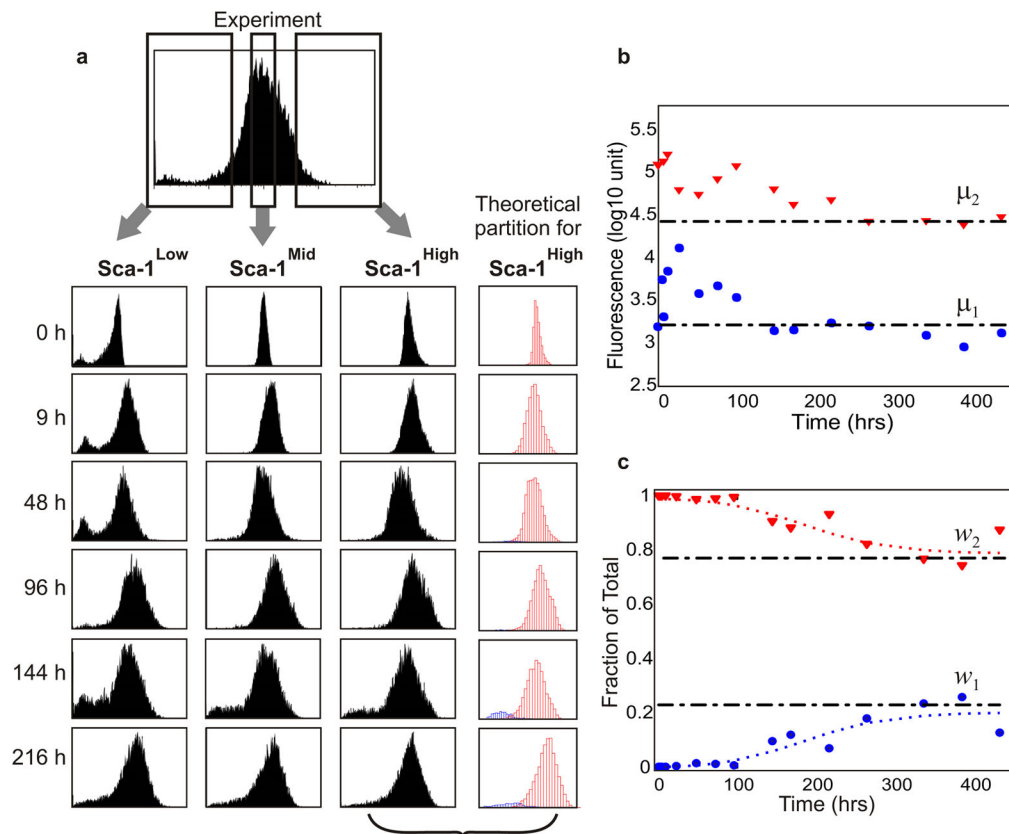 Experiment
a
Theoretical
partition for
Sca-1Low
Sca-1Mid
Sca-1High
Sca-1High
0 h
9 h
48 h
96 h
144 h
216 h
b
Fluorescence (log10 unit)
5.5
5
4.5
4
3.5
3
2.5
μ2
μ1
0 100 200 300 400
Time (hrs)
c
Fraction of Total
1
0.8
0.6
0.4
0.2
0
w2
w1
0 100 200 300 400
Time (hrs)